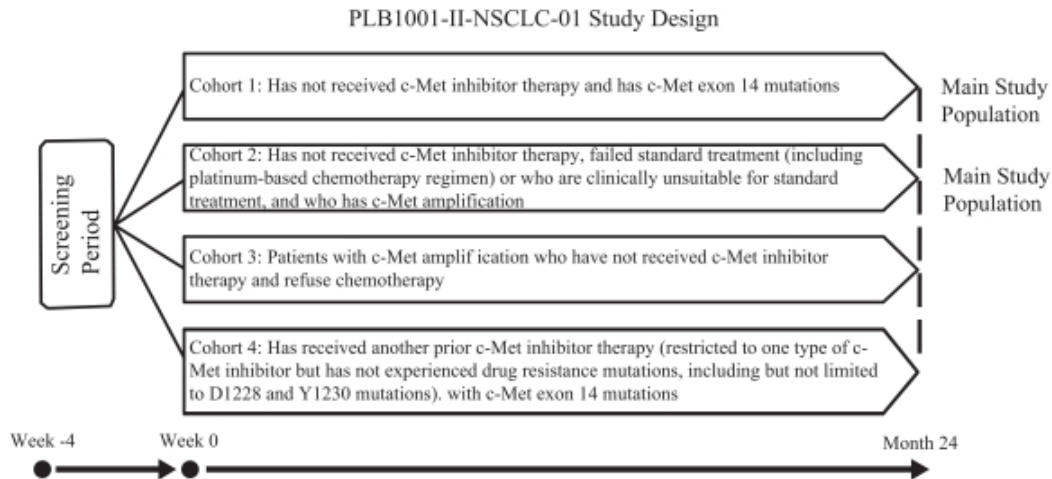 PLB1001-II-NSCLC-01 Study Design
Cohort 1: Has not received c-Met inhibitor therapy and has c-Met exon 14 mutations
Main Study
Population
Cohort 2: Has not received c-Met inhibitor therapy, failed standard treatment (including
platinum-based chemotherapy regimen) or who are clinically unsuitable for standard
treatment, and who has c-Met amplification
Main Study
Population
Screening
Period
Cohort 3: Patients with c-Met amplif ication who have not received c-Met inhibitor
therapy and refuse chemotherapy
Cohort 4: Has received another prior c-Met inhibitor therapy (restricted to one type of c-
Met inhibitor but has not experienced drug resistance mutations, including but not limited
to D1228 and Y1230 mutations). with c-Met exon 14 mutations
Week -4
Week 0
Month 24